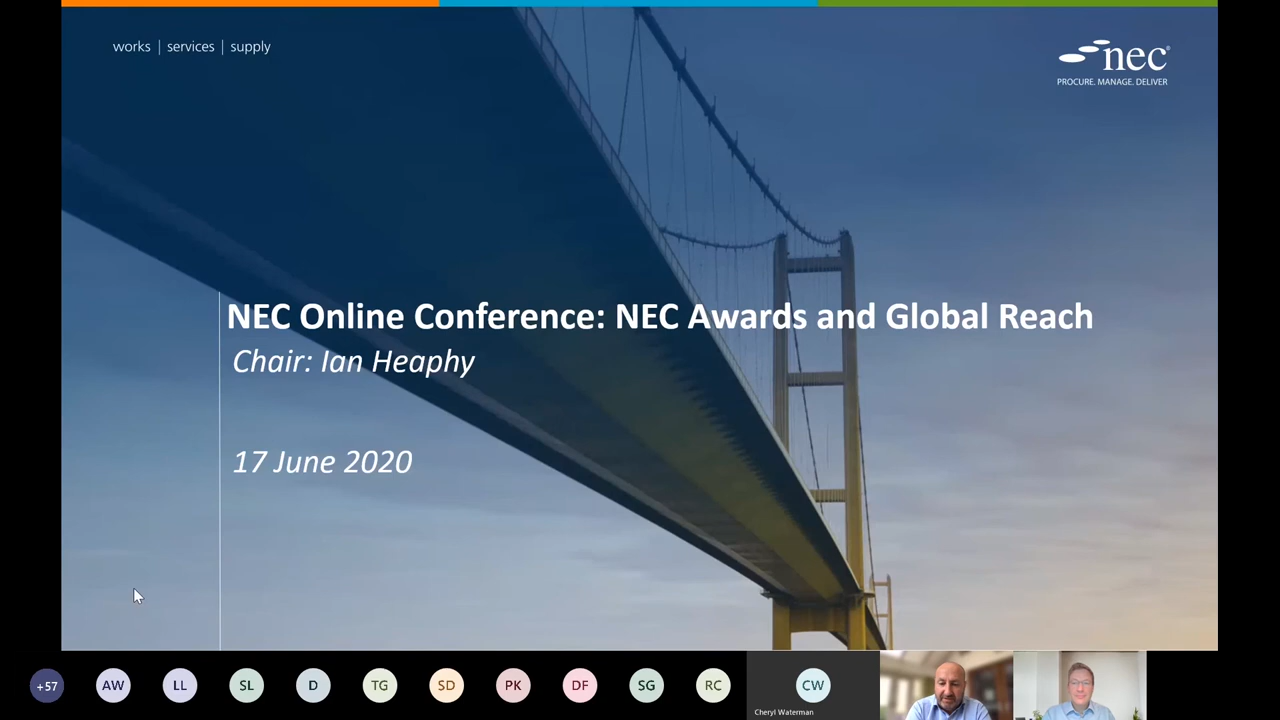 works | services | supply
nec®
PROCURE. MANAGE. DELIVER
NEC Online Conference: NEC Awards and Global Reach
Chair: Ian Heaphy
17 June 2020
+57
AW
LL
SL
D
TG
SD
PK
DF
SG
RC
CW
Cheryl Waterman